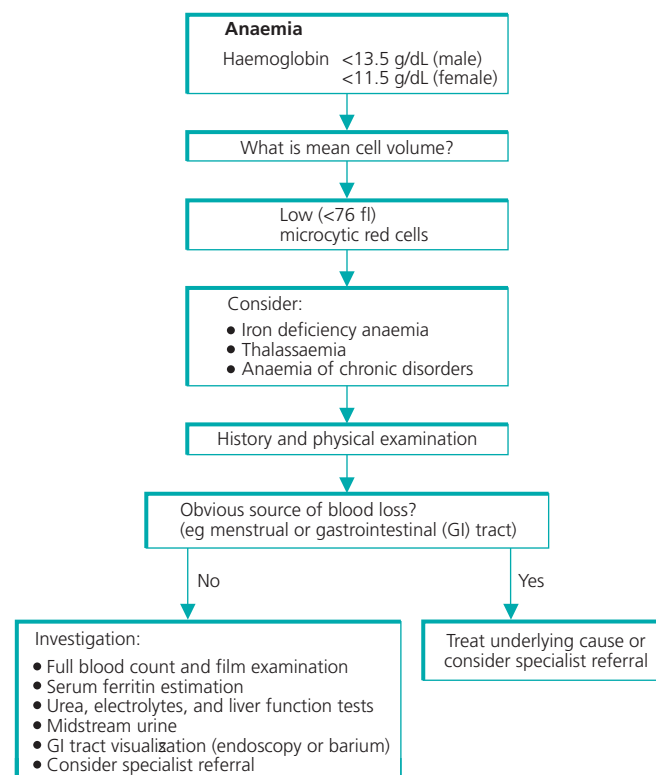 Anaemia
Haemoglobin <13.5 g/dL (male)
<11.5 g/dL (female)
What is mean cell volume?
Low (<76 fl)
microcytic red cells
Consider:
• Iron deficiency anaemia
• Thalassaemia
• Anaemia of chronic disorders
History and physical examination
Obvious source of blood loss?
(eg menstrual or gastrointestinal (GI) tract)
No
Yes
Investigation:
• Full blood count and film examination
• Serum ferritin estimation
• Urea, electrolytes, and liver function tests
• Midstream urine
• GI tract visualization (endoscopy or barium)
• Consider specialist referral
Treat underlying cause or
consider specialist referral